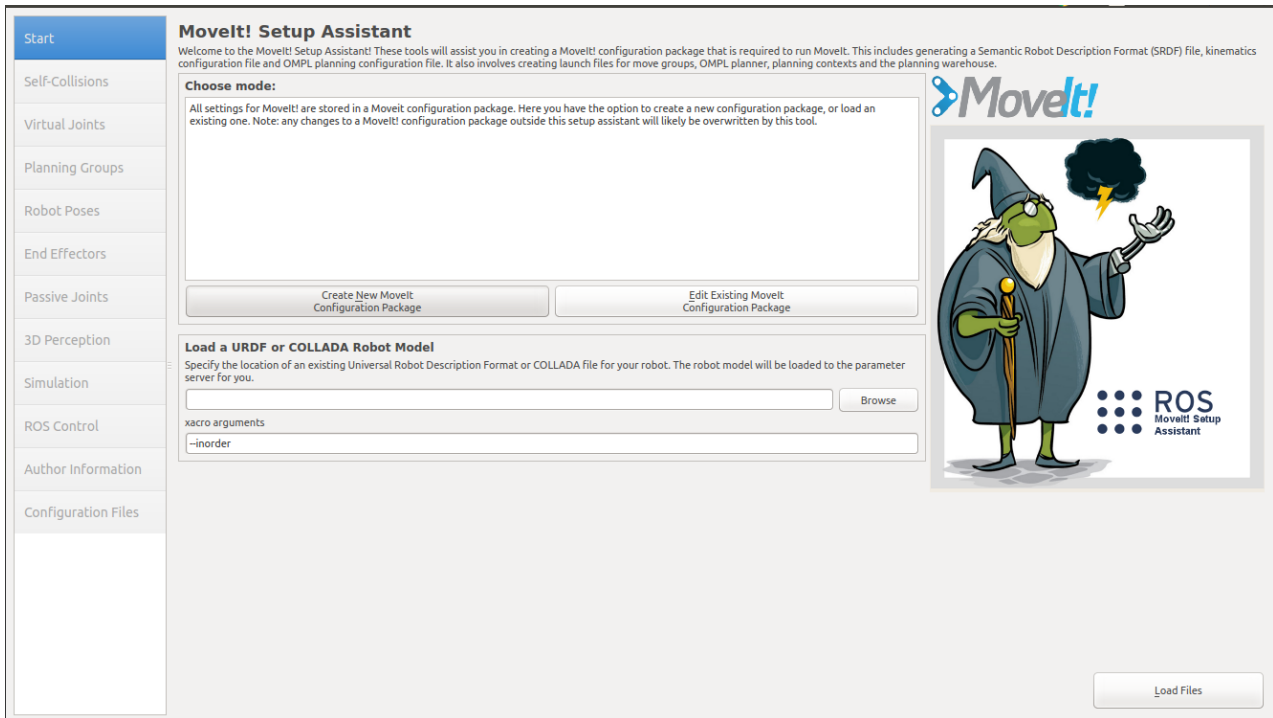 Start
Self-Collisions
Virtual Joints
Planning Groups
Robot Poses
End Effectors
Passive Joints
3D Perception
Simulation
ROS Control
Author Information
Configuration Files
MoveIt! Setup Assistant
Welcome to the MoveIt! Setup Assistant! These tools will assist you in creating a MoveIt! configuration package that is required to run MoveIt. This includes generating a Semantic Robot Description Format (SRDF) file, kinematics
configuration file and OMPL planning configuration file. It also involves creating launch files for move groups, OMPL planner, planning contexts and the planning warehouse.
Choose mode:
All settings for MoveIt! are stored in a Moveit configuration package. Here you have the option to create a new configuration package, or load an
existing one. Note: any changes to a MoveIt! configuration package outside this setup assistant will likely be overwritten by this tool.
Create New MoveIt
Configuration Package
Edit Existing MoveIt
Configuration Package
Load a URDF or COLLADA Robot Model
Specify the location of an existing Universal Robot Description Format or COLLADA file for your robot. The robot model will be loaded to the parameter
server for you.
Browse
xacro arguments
--inorder
MoveIt!
ROS
MoveIt! Setup
Assistant
Load Files